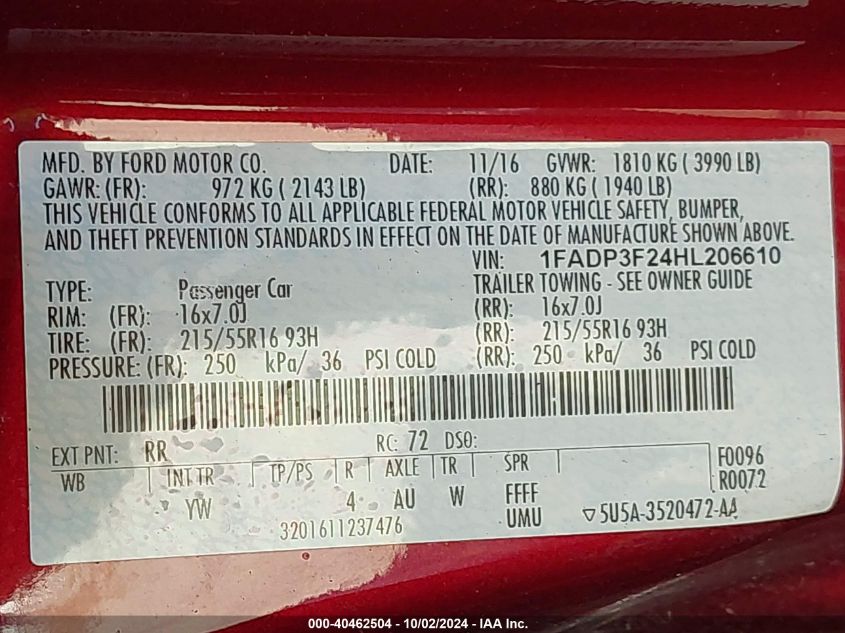 MFD. BY FORD MOTOR CO. DATE: 11/16 GVWR: 1810 KG ( 3990 LB)
GAWR: (FR): 972 KG ( 2143 LB) (RR): 880 KG ( 1940 LB)
THIS VEHICLE CONFORMS TO ALL APPLICABLE FEDERAL MOTOR VEHICLE SAFETY, BUMPER,
AND THEFT PREVENTION STANDARDS IN EFFECT ON THE DATE OF MANUFACTURE SHOWN ABOVE.
VIN: 1FADP3F24HL206610
TYPE: Passenger Car TRAILER TOWING - SEE OWNER GUIDE
RIM: (FR): 16x7.0J (RR): 16x7.0J
TIRE: (FR): 215/55R16 93H (RR): 215/55R16 93H
PRESSURE: (FR): 250 kPa/ 36 PSI COLD (RR): 250 kPa/ 36 PSI COLD
EXT PNT: RR RC: 72 DSO:
WB INT TR TP/PS R AXLE TR SPR F0096
R0072
YW 4 AU W FFFF
UMU
3201611237476 ▽5U5A-3520472-AA
000-40462504 - 10/02/2024 - IAA Inc.